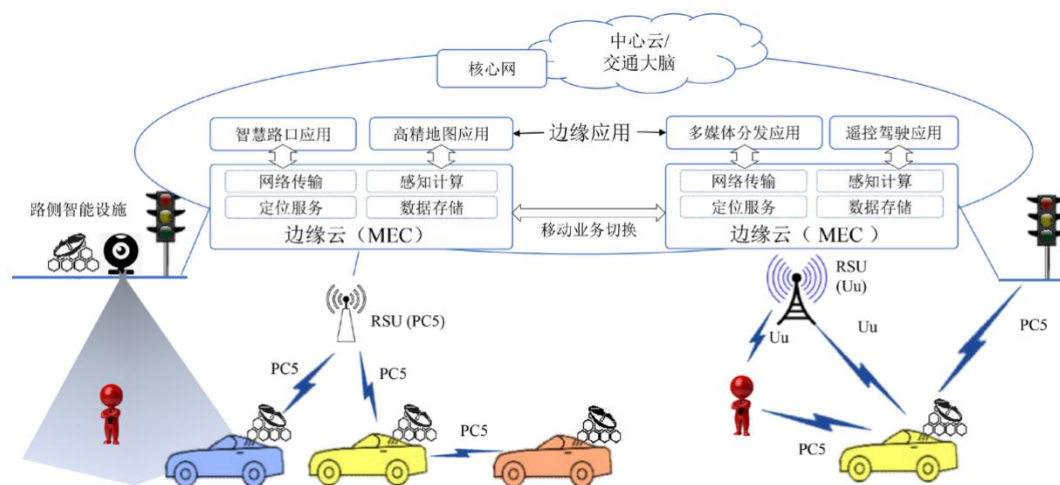 中心云/
交通大脑
核心网
智慧路口应用
高精地图应用
边缘应用
多媒体分发应用
遥控驾驶应用
网络传输
感知计算
定位服务
数据存储
边缘云（MEC）
移动业务切换
网络传输
感知计算
定位服务
数据存储
边缘云（ MEC ）
路侧智能设施
RSU (PC5)
RSU
(Uu)
Uu
Uu
PC5
PC5
PC5
PC5
PC5